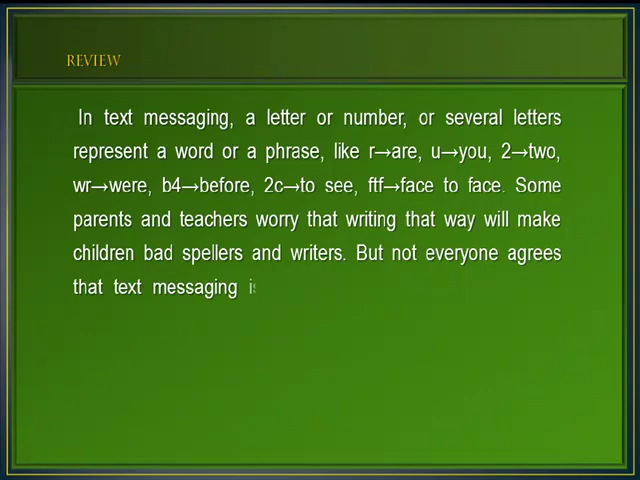 REVIEW
In text messaging, a letter or number, or several letters
represent a word or a phrase, like r→are, u→you, 2→two,
wr→were, b4→before, 2c→to see, ftf→face to face. Some
parents and teachers worry that writing that way will make
children bad spellers and writers. But not everyone agrees
that text messaging is